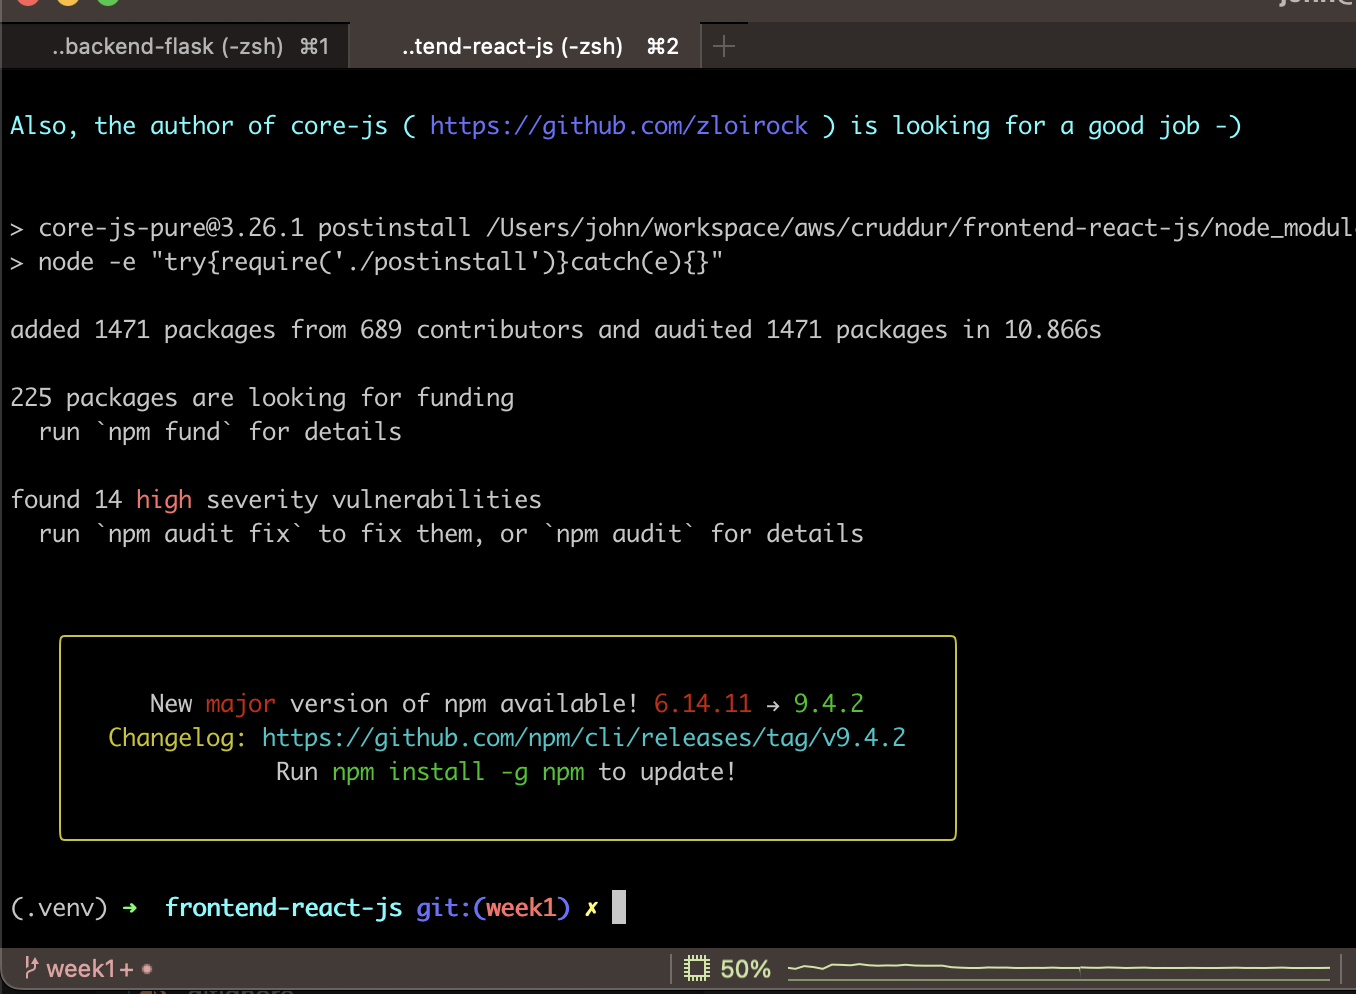 ..backend-flask (-zsh) ⌘1 ..tend-react-js (-zsh) ⌘2
Also, the author of core-js ( https://github.com/zloirock ) is looking for a good job -)
> core-js-pure@3.26.1 postinstall /Users/john/workspace/aws/cruddur/frontend-react-js/node_modul
> node -e "try{require('./postinstall')}catch(e){}"
added 1471 packages from 689 contributors and audited 1471 packages in 10.866s
225 packages are looking for funding
run `npm fund` for details
found 14 high severity vulnerabilities
run `npm audit fix` to fix them, or `npm audit` for details
New major version of npm available! 6.14.11 → 9.4.2
Changelog: https://github.com/npm/cli/releases/tag/v9.4.2
Run npm install -g npm to update!
(.venv) ➜ frontend-react-js git:(week1) ✗
week1+ 50%